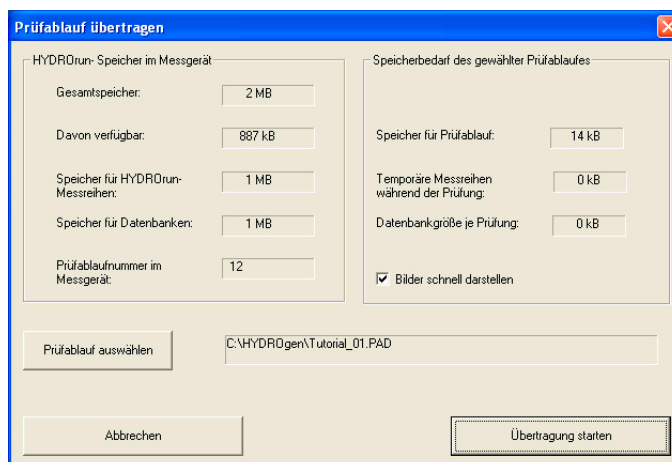 Prüfablauf übertragen
HYDROrun- Speicher im Messgerät
Gesamtspeicher: 2 MB
Davon verfügbar: 887 kB
Speicher für HYDROrun-
Messreihen: 1 MB
Speicher für Datenbanken: 1 MB
Prüfablaufnummer im
Messgerät: 12
Speicherbedarf des gewählter Prüfablaufes
Speicher für Prüfablauf: 14 kB
Temporäre Messreihen
während der Prüfung: 0 kB
Datenbankgröße je Prüfung: 0 kB
Bilder schnell darstellen
Prüfablauf auswählen
C:\HYDROgen\Tutorial_01.PAD
Abbrechen
Übertragung starten